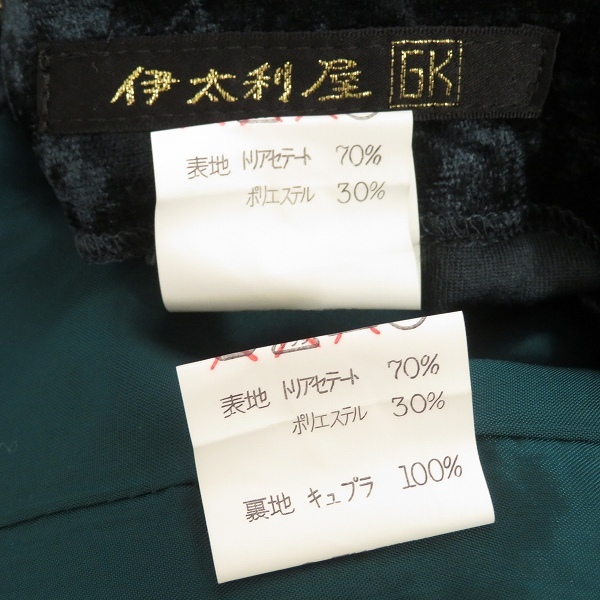 伊太利屋 GK
表地 トリアセテート 70%
ポリエステル 30%
表地 トリアセテート 70%
ポリエステル 30%
裏地 キュプラ 100%